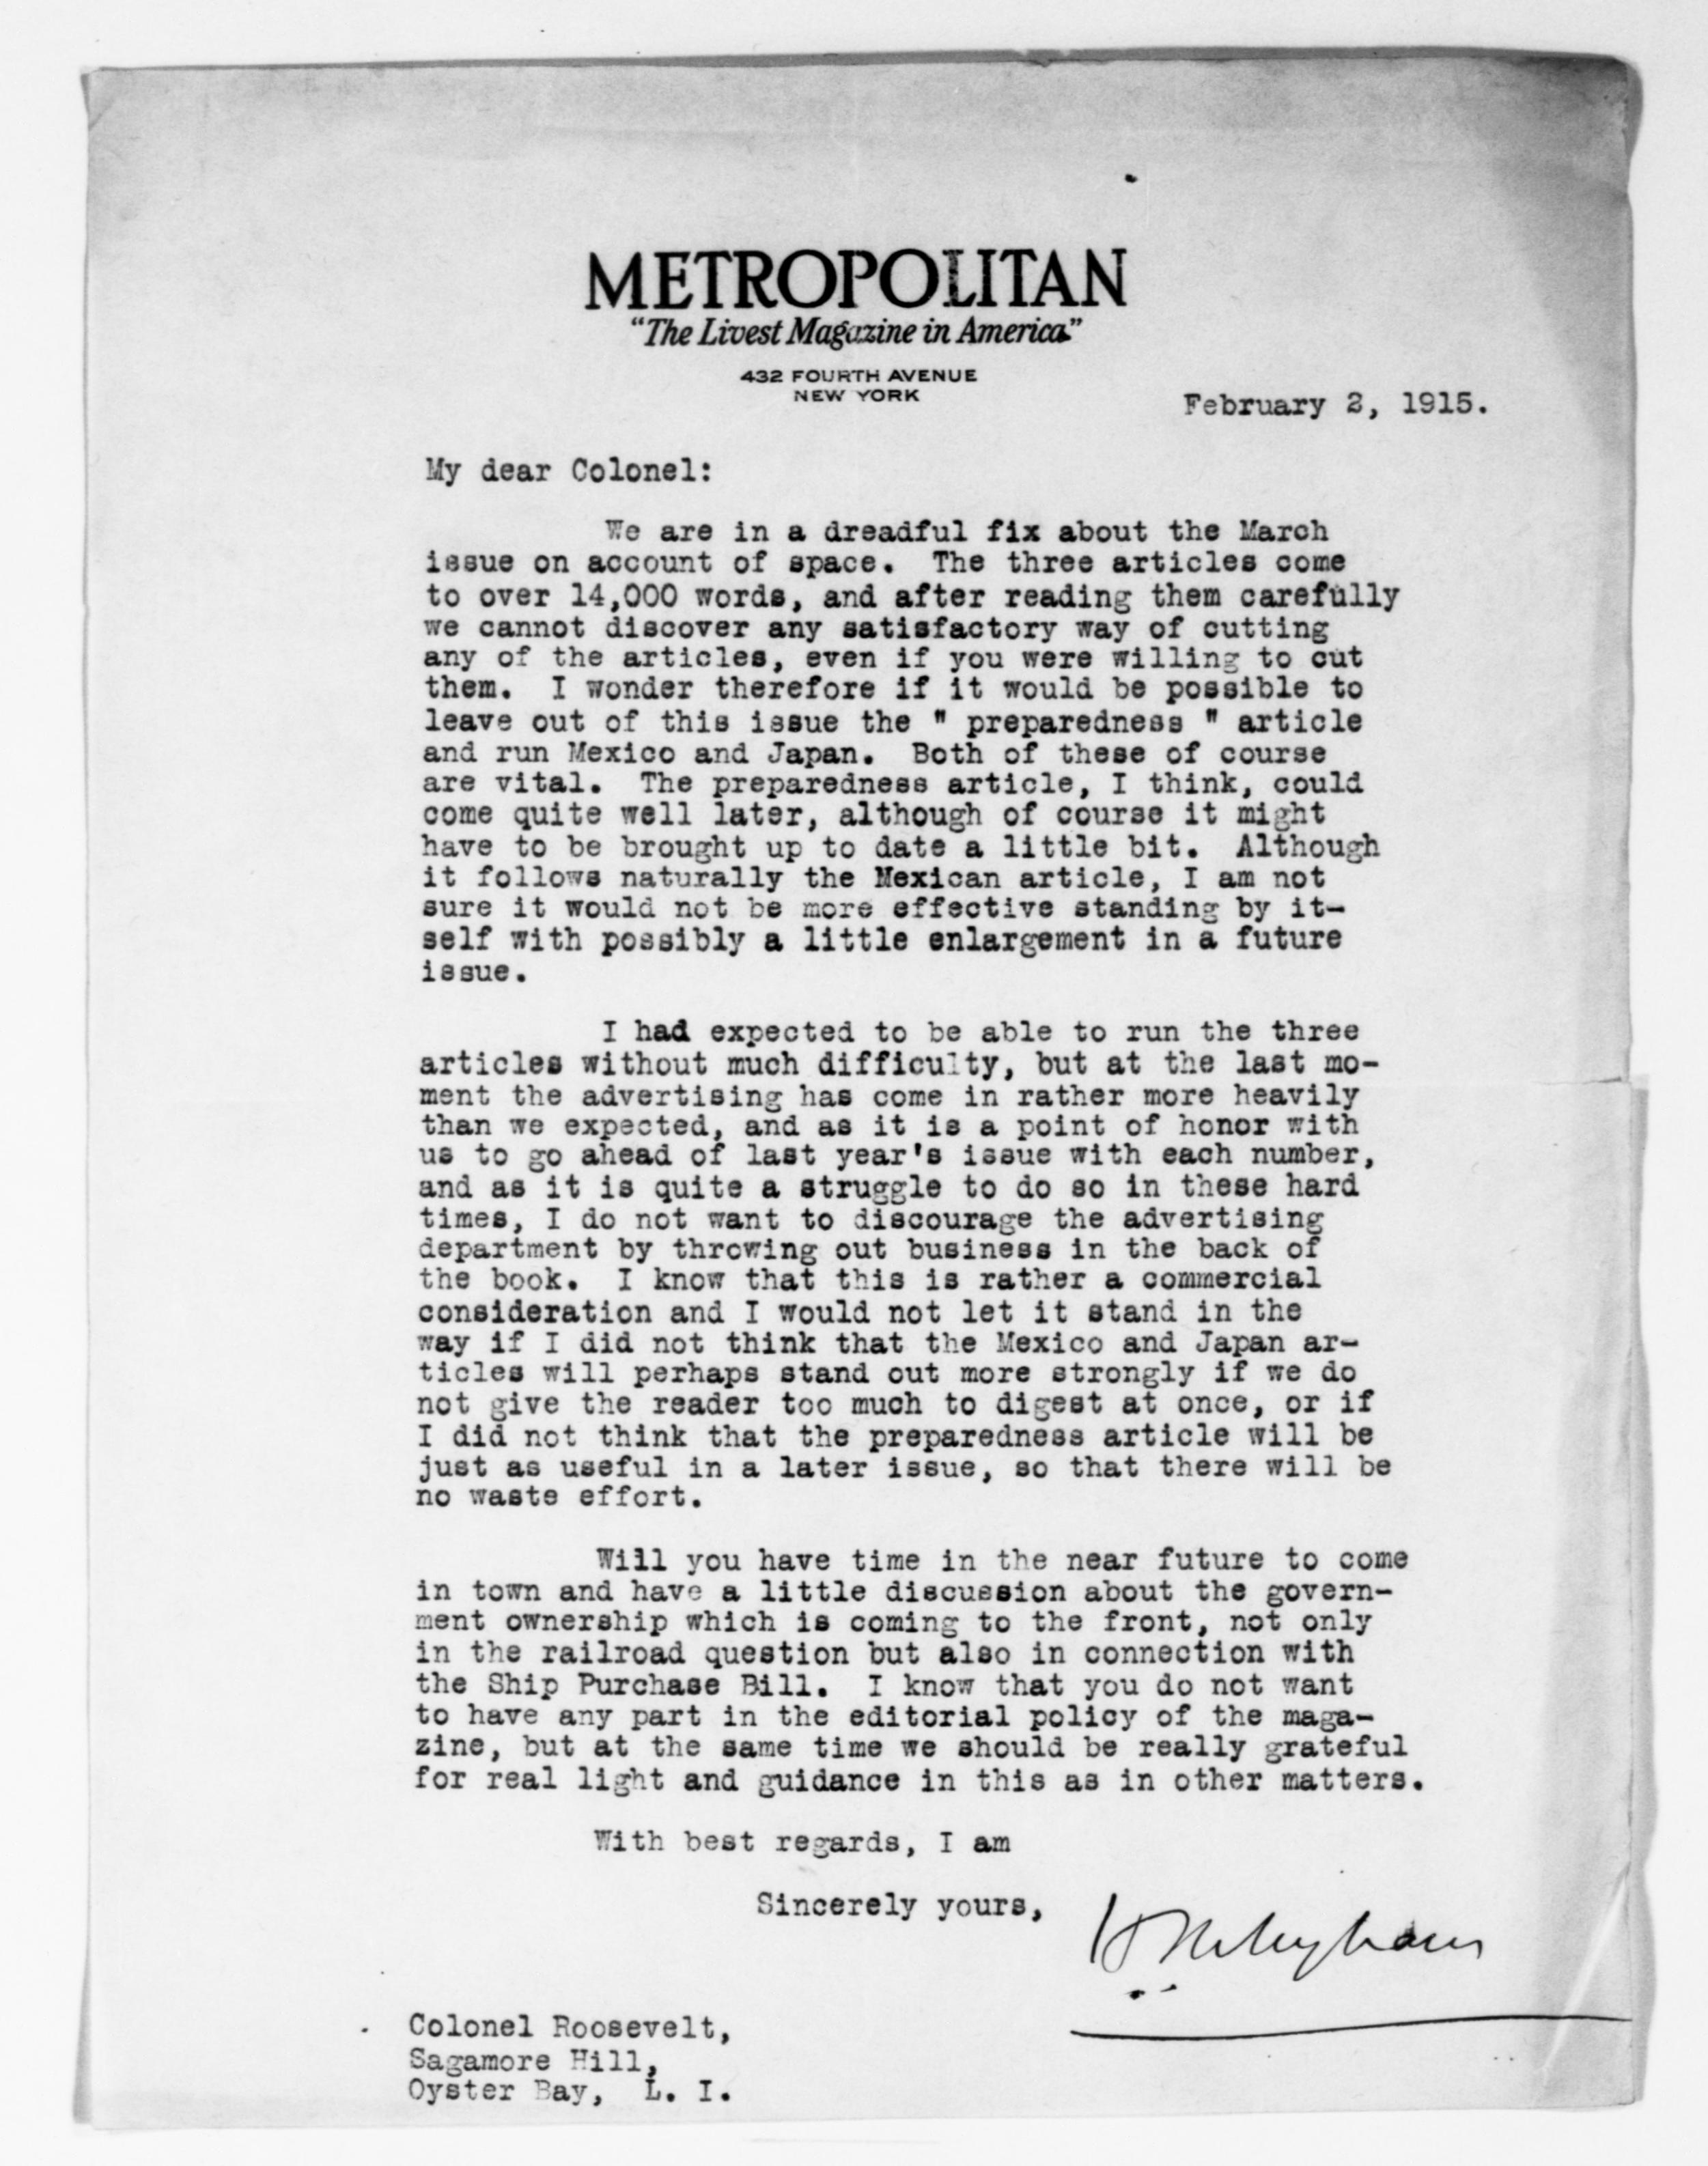 METROPOLITAN
"The Livest Magazine in America"
432 FOURTH AVENUE
NEW YORK
February 2, 1915.
My dear Colonel:
We are in a dreadful fix about the March
issue on account of space. The three articles come
to over 14,000 words, and after reading them carefully
we cannot discover any satisfactory way of cutting
any of the articles, even if you were willing to cut
them. I wonder therefore if it would be possible to
leave out of this issue the " preparedness " article
and run Mexico and Japan. Both of these of course
are vital. The preparedness article, I think, could
come quite well later, although of course it might
have to be brought up to date a little bit. Although
it follows naturally the Mexican article, I am not
sure it would not be more effective standing by it-
self with possibly a little enlargement in a future
issue.
I had expected to be able to run the three
articles without much difficulty, but at the last mo-
ment the advertising has come in rather more heavily
than we expected, and as it is a point of honor with
us to go ahead of last year's issue with each number,
and as it is quite a struggle to do so in these hard
times, I do not want to discourage the advertising
department by throwing out business in the back of
the book. I know that this is rather a commercial
consideration and I would not let it stand in the
way if I did not think that the Mexico and Japan ar-
ticles will perhaps stand out more strongly if we do
not give the reader too much to digest at once, or if
I did not think that the preparedness article will be
just as useful in a later issue, so that there will be
no waste effort.
Will you have time in the near future to come
in town and have a little discussion about the govern-
ment ownership which is coming to the front, not only
in the railroad question but also in connection with
the Ship Purchase Bill. I know that you do not want
to have any part in the editorial policy of the maga-
zine, but at the same time we should be really grateful
for real light and guidance in this as in other matters.
With best regards, I am
Sincerely yours,
Colonel Roosevelt,
Sagamore Hill,
Oyster Bay, L. I.